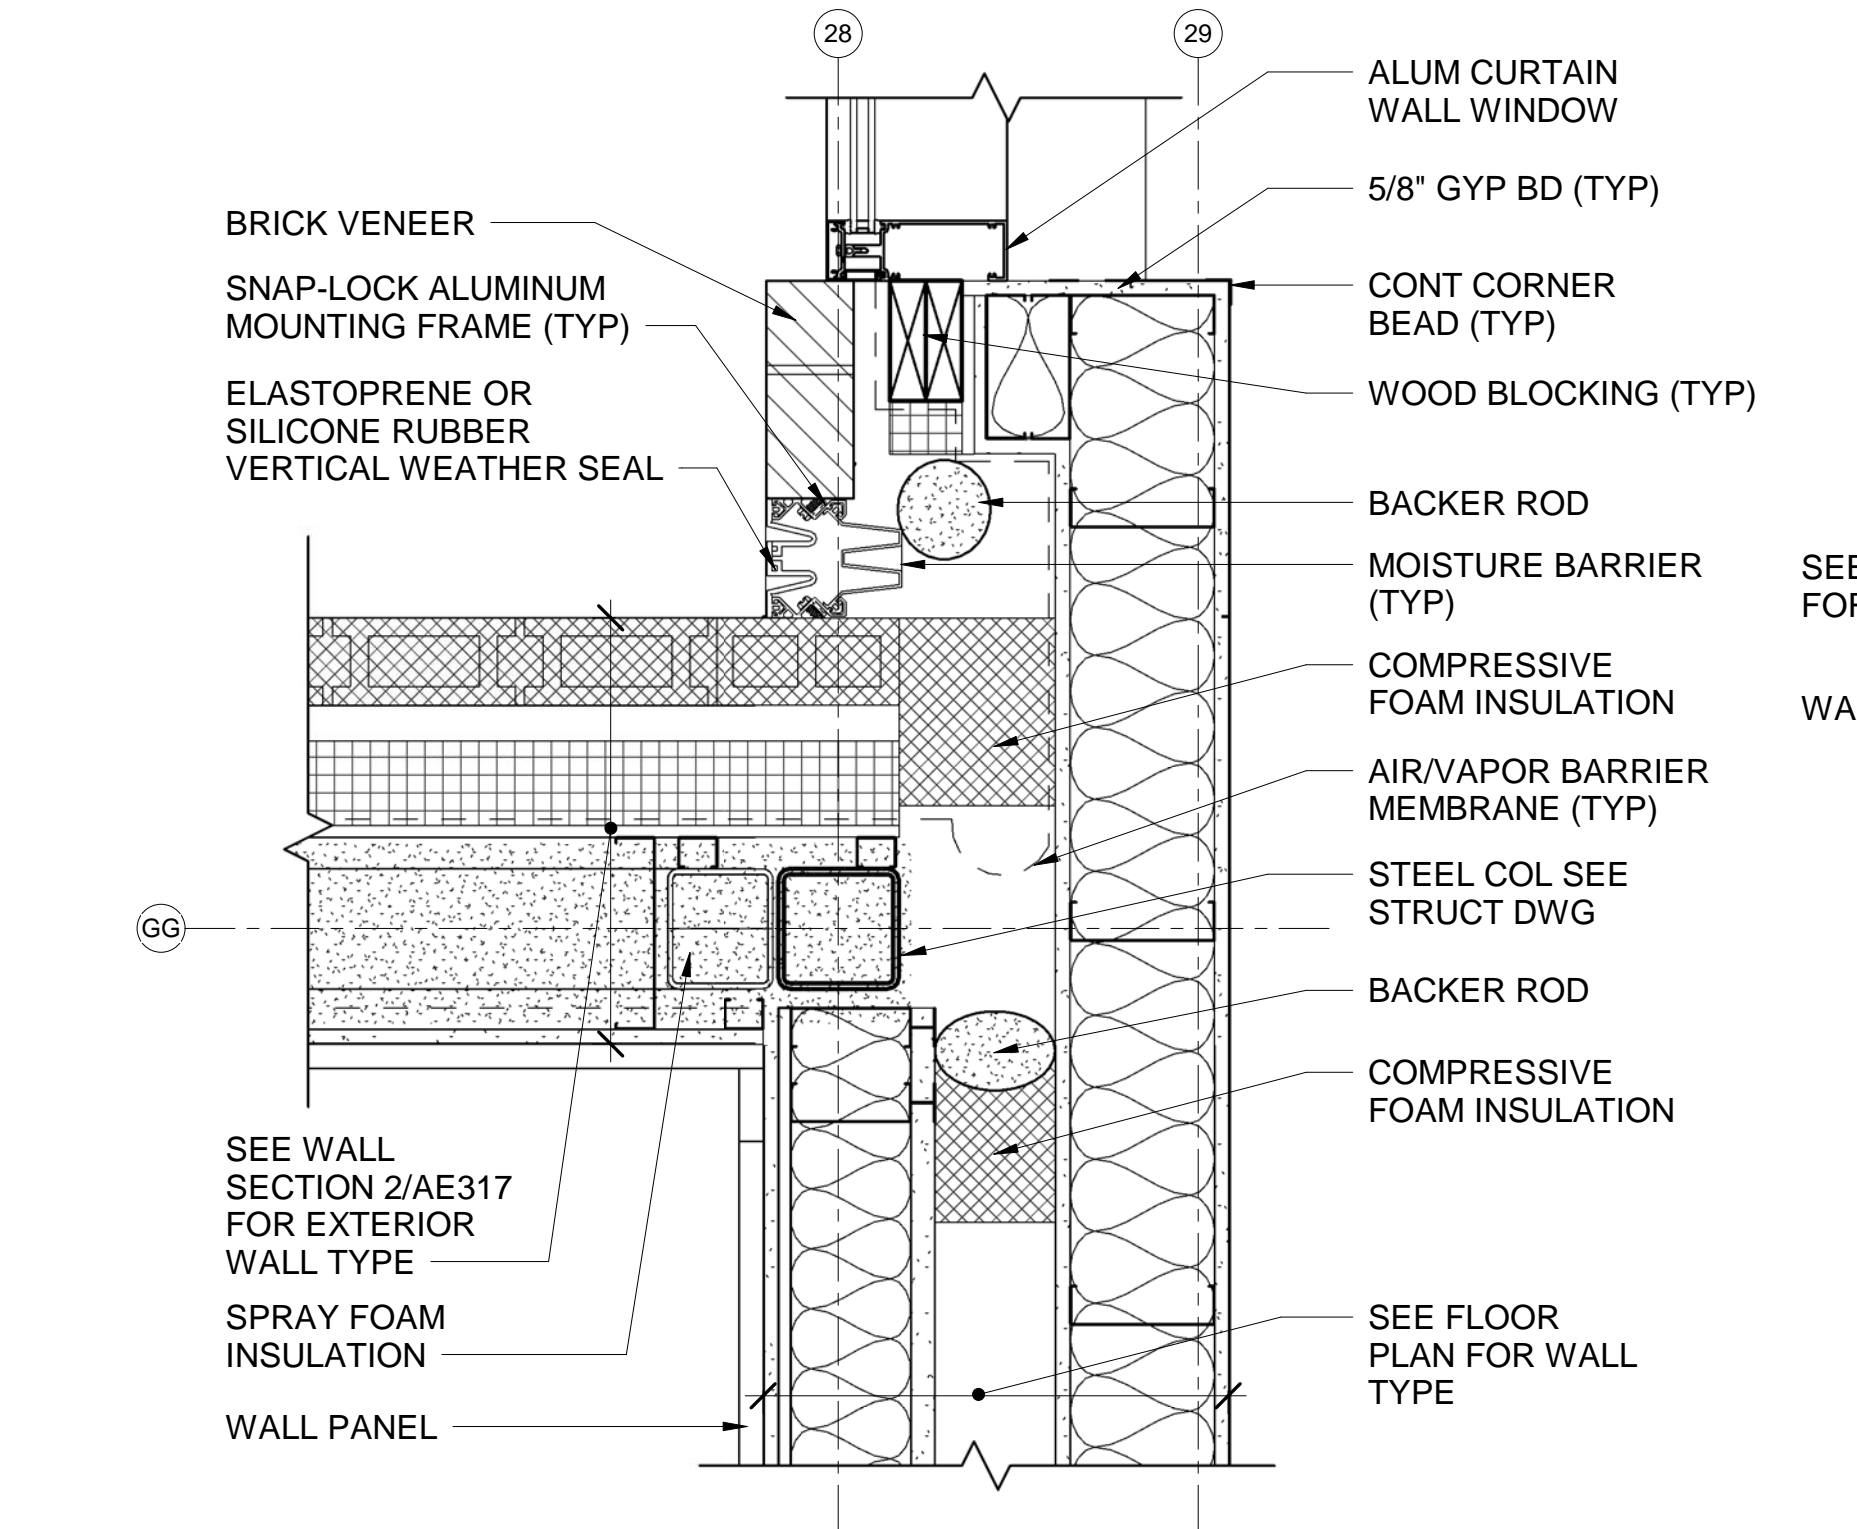 28
29
ALUM CURTAIN
WALL WINDOW
5/8" GYP BD (TYP)
BRICK VENEER
SNAP-LOCK ALUMINUM
MOUNTING FRAME (TYP)
CONT CORNER
BEAD (TYP)
ELASTOPRENE OR
SILICONE RUBBER
VERTICAL WEATHER SEAL
WOOD BLOCKING (TYP)
BACKER ROD
MOISTURE BARRIER
(TYP)
SEE
FOR
COMPRESSIVE
FOAM INSULATION
WA
AIR/VAPOR BARRIER
MEMBRANE (TYP)
STEEL COL SEE
STRUCT DWG
GG
BACKER ROD
COMPRESSIVE
FOAM INSULATION
SEE WALL
SECTION 2/AE317
FOR EXTERIOR
WALL TYPE
SPRAY FOAM
INSULATION
SEE FLOOR
PLAN FOR WALL
TYPE
WALL PANEL